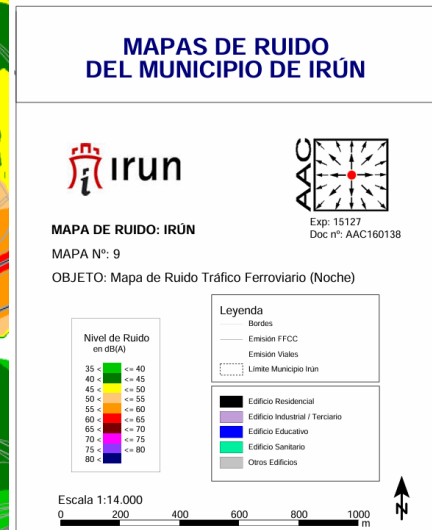 MAPAS DE RUIDO
DEL MUNICIPIO DE IRÚN
irun
AAC
Exp: 15127
Doc nº: AAC160138
MAPA DE RUIDO: IRÚN
MAPA Nº: 9
OBJETO: Mapa de Ruido Tráfico Ferroviario (Noche)
Nivel de Ruido
en dB(A)
35 < <= 40
40 < <= 45
45 < <= 50
50 < <= 55
55 < <= 60
60 < <= 65
65 < <= 70
70 < <= 75
75 < <= 80
80 <
Leyenda
Bordes
Emisión FFCC
Emisión Viales
Límite Municipio Irún
Edificio Residencial
Edificio Industrial / Terciario
Edificio Educativo
Edificio Sanitario
Otros Edificios
Escala 1:14.000
0 200 400 600 800 1000
m
N